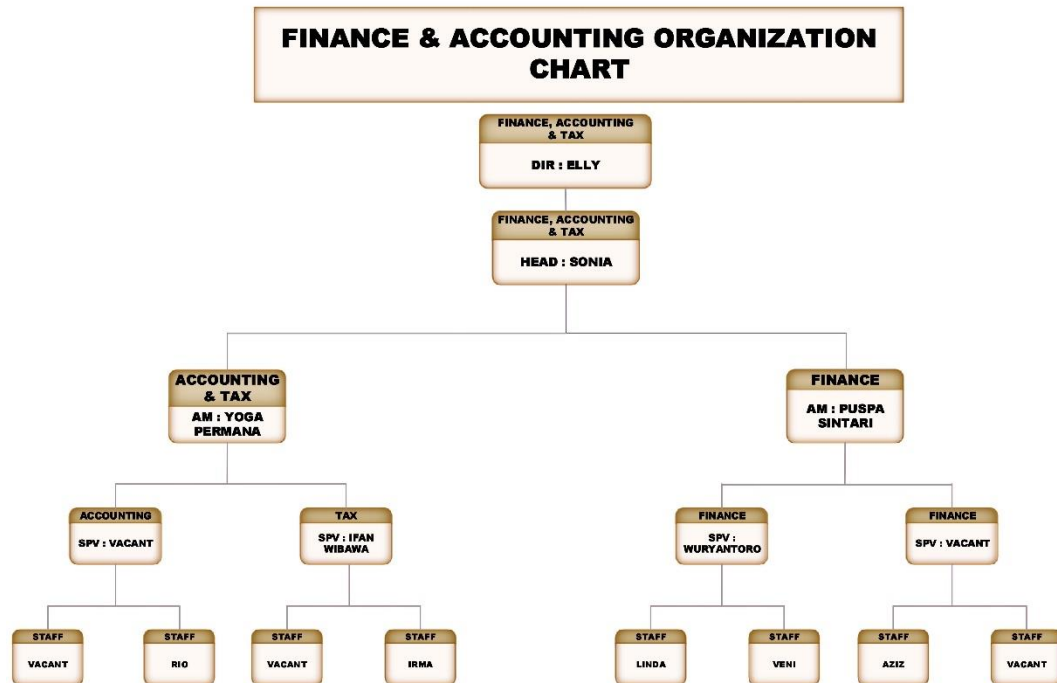 FINANCE & ACCOUNTING ORGANIZATION
CHART
FINANCE, ACCOUNTING
& TAX
DIR : ELLY
FINANCE, ACCOUNTING
& TAX
HEAD : SONIA
ACCOUNTING
& TAX
AM : YOGA
PERMANA
FINANCE
AM : PUSPA
SINTARI
ACCOUNTING
SPV : VACANT
TAX
SPV : IFAN
WIBAWA
FINANCE
SPV :
WURYANTORO
FINANCE
SPV : VACANT
STAFF
VACANT
STAFF
RIO
STAFF
VACANT
STAFF
IRMA
STAFF
LINDA
STAFF
VENI
STAFF
AZIZ
STAFF
VACANT